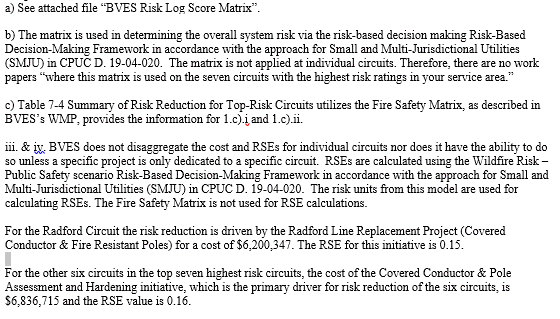 a) See attached file “BVES Risk Log Score Matrix”.
b) The matrix is used in determining the overall system risk via the risk-based decision making Risk-Based
Decision-Making Framework in accordance with the approach for Small and Multi-Jurisdictional Utilities
(SMJU) in CPUC D. 19-04-020.  The matrix is not applied at individual circuits. Therefore, there are no work
papers “where this matrix is used on the seven circuits with the highest risk ratings in your service area.”
c) Table 7-4 Summary of Risk Reduction for Top-Risk Circuits utilizes the Fire Safety Matrix, as described in
BVES’s WMP, provides the information for 1.c).i and 1.c).ii.
iii. & iv. BVES does not disaggregate the cost and RSEs for individual circuits nor does it have the ability to do
so unless a specific project is only dedicated to a specific circuit.  RSEs are calculated using the Wildfire Risk –
Public Safety scenario Risk-Based Decision-Making Framework in accordance with the approach for Small and
Multi-Jurisdictional Utilities (SMJU) in CPUC D. 19-04-020.  The risk units from this model are used for
calculating RSEs. The Fire Safety Matrix is not used for RSE calculations.
For the Radford Circuit the risk reduction is driven by the Radford Line Replacement Project (Covered
Conductor & Fire Resistant Poles) for a cost of $6,200,347. The RSE for this initiative is 0.15.
For the other six circuits in the top seven highest risk circuits, the cost of the Covered Conductor & Pole
Assessment and Hardening initiative, which is the primary driver for risk reduction of the six circuits, is
$6,836,715 and the RSE value is 0.16.